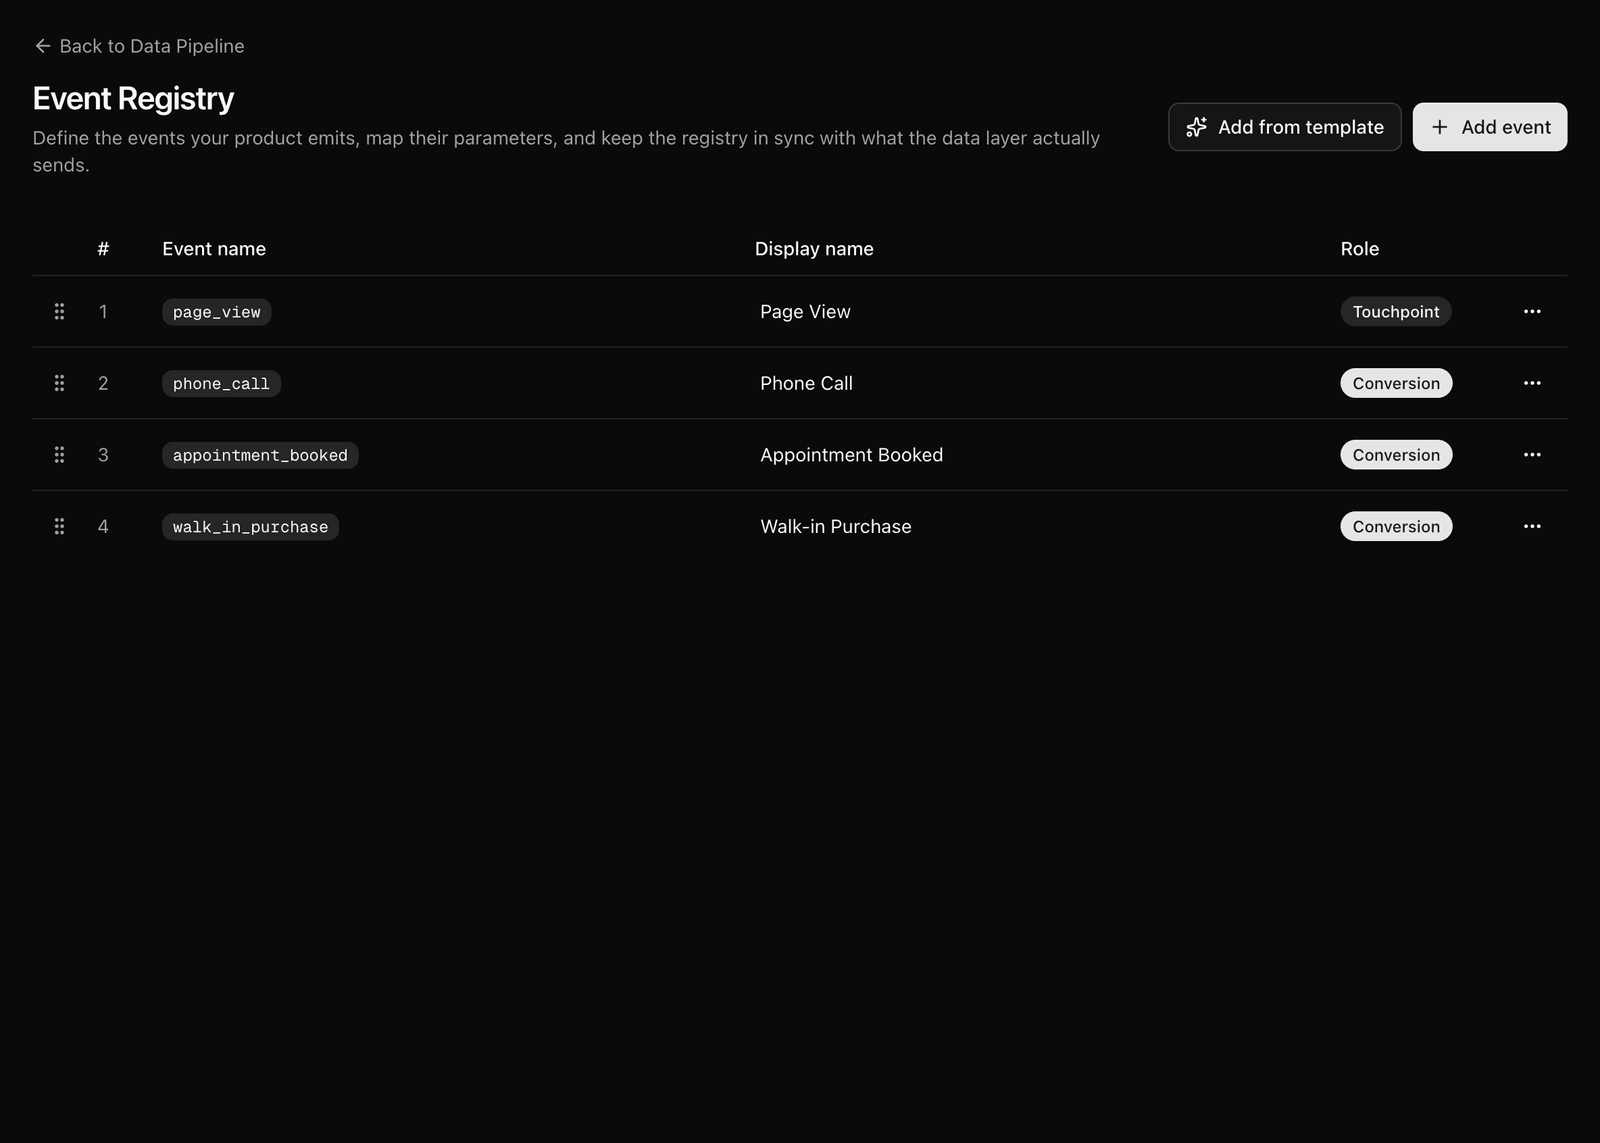 Back to Data Pipeline
Event Registry
Define the events your product emits, map their parameters, and keep the registry in sync with what the data layer actually
sends.
Add from template
Add event
# Event name Display name Role
1 page_view Page View Touchpoint
2 phone_call Phone Call Conversion
3 appointment_booked Appointment Booked Conversion
4 walk_in_purchase Walk-in Purchase Conversion